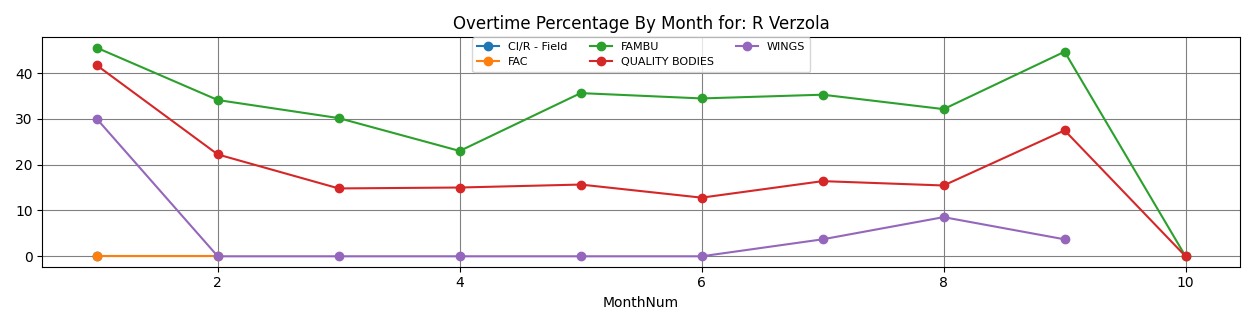 Overtime Percentage By Month for: R Verzola
CI/R - Field
FAC
FAMBU
QUALITY BODIES
WINGS
40
30
20
10
0
2
4
6
8
10
MonthNum